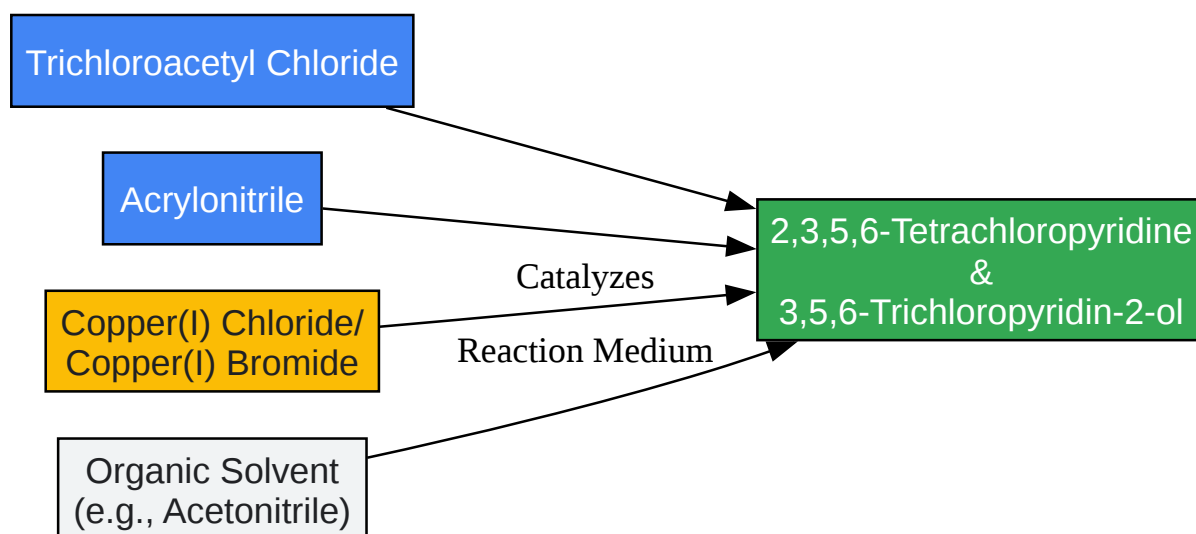 Trichloroacetyl Chloride
Acrylonitrile
Copper(I) Chloride/
Copper(I) Bromide
Organic Solvent
(e.g., Acetonitrile)
Catalyzes
Reaction Medium
2,3,5,6-Tetrachloropyridine
&
3,5,6-Trichloropyridin-2-ol